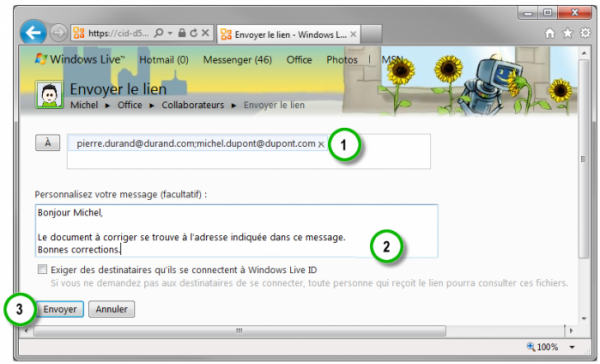 https://cid-d5...
Envoyer le lien - Windows L...
Windows Live™ Hotmail (0) Messenger (46) Office Photos | MSN
Envoyer le lien
Michel ▸ Office ▸ Collaborateurs ▸ Envoyer le lien
À pierre.durand@durand.com;michel.dupont@dupont.com × 1
Personnalisez votre message (facultatif) :
Bonjour Michel,
Le document à corriger se trouve à l'adresse indiquée dans ce message.
Bonnes corrections. 2
Exiger des destinataires qu'ils se connectent à Windows Live ID
Si vous ne demandez pas aux destinataires de se connecter, toute personne qui reçoit le lien pourra consulter ces fichiers.
3 Envoyer Annuler
100%